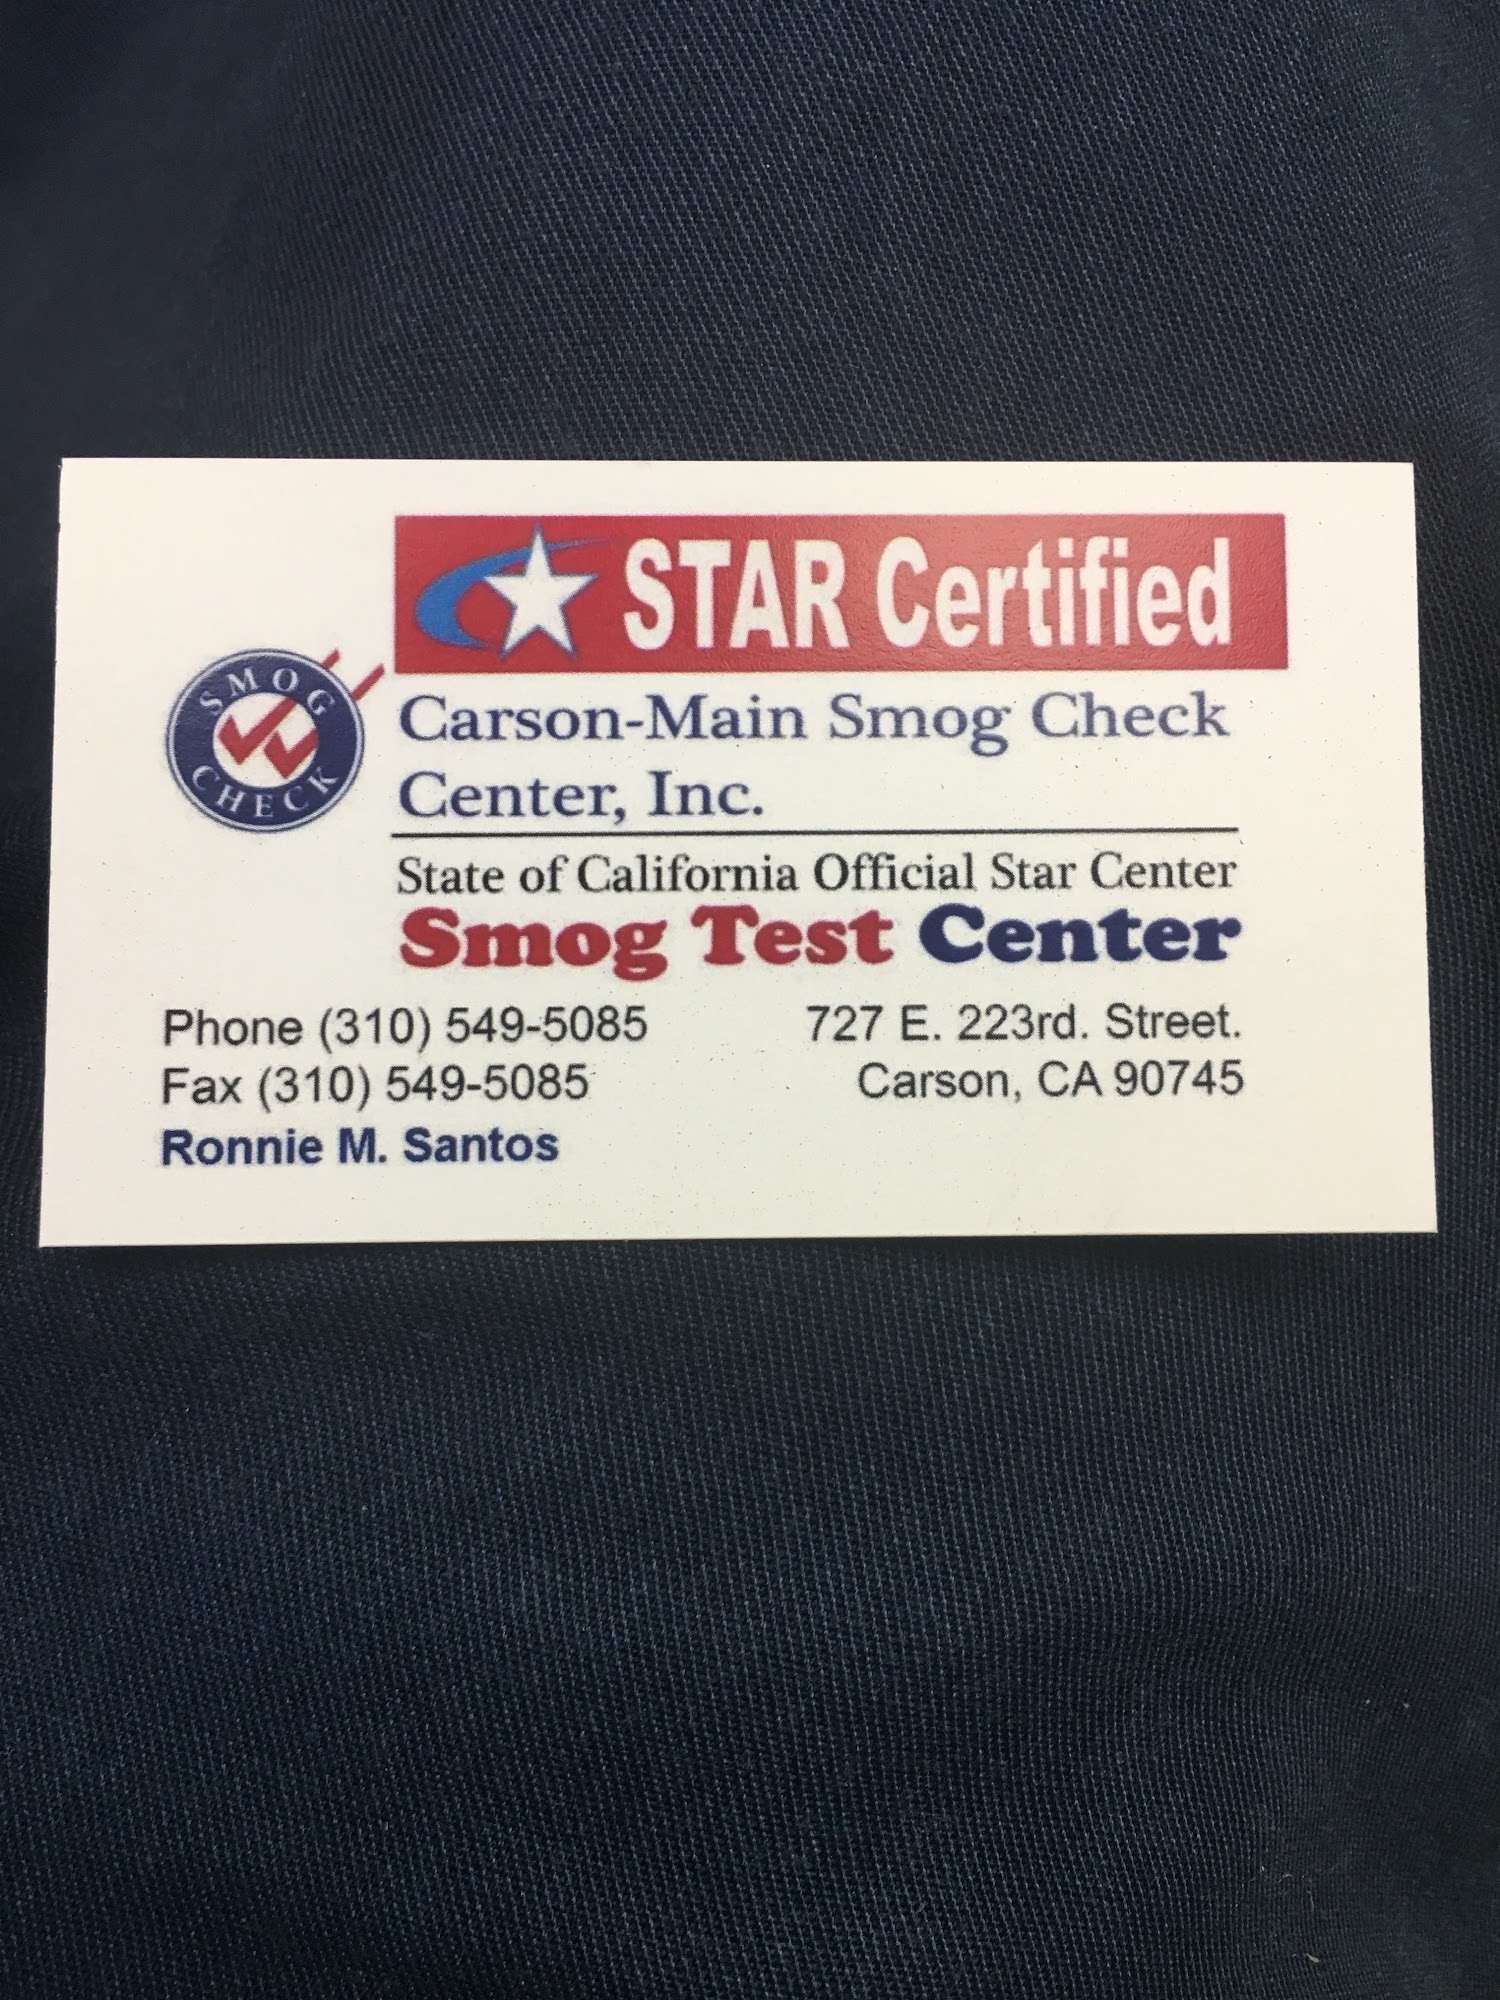 STAR Certified
SMOG
CHECK
Carson-Main Smog Check
Center, Inc.
State of California Official Star Center
Smog Test Center
Phone (310) 549-5085
727 E. 223rd. Street.
Fax (310) 549-5085
Carson, CA 90745
Ronnie M. Santos